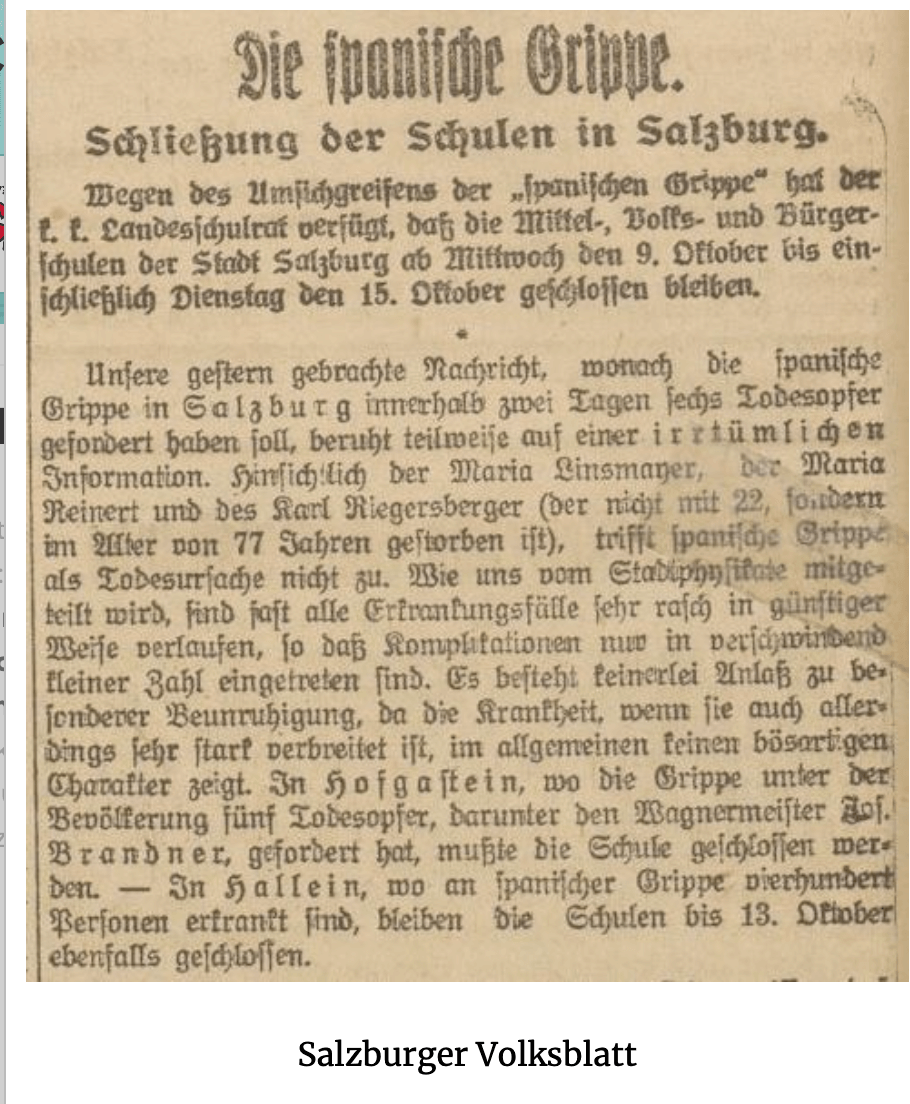 Die spanische Grippe.
Schließung der Schulen in Salzburg.
Wegen des Umsichgreifens der „spanischen Grippe“ hat der
k. k. Landesschulrat verfügt, daß die Mittel-, Volks- und Bürger-
schulen der Stadt Salzburg ab Mittwoch den 9. Oktober bis ein-
schließlich Dienstag den 15. Oktober geschlossen bleiben.
*
Unsere gestern gebrachte Nachricht, wonach die spanische
Grippe in Salzburg innerhalb zwei Tagen sechs Todesopfer
gefordert haben soll, beruht teilweise auf einer irrtümlichen
Information. Hinsichtlich der Maria Linsmayer, der Maria
Reinert und des Karl Riegersberger (der nicht mit 22, sondern
im Alter von 77 Jahren gestorben ist), trifft spanische Grippe
als Todesursache nicht zu. Wie uns vom Stadtphysikate mitge-
teilt wird, sind fast alle Erkrankungsfälle sehr rasch in günstiger
Weise verlaufen, so daß Komplikationen nur in verschwindend
kleiner Zahl eingetreten sind. Es besteht keinerlei Anlaß zu be-
sonderer Beunruhigung, da die Krankheit, wenn sie auch aller-
dings sehr stark verbreitet ist, im allgemeinen keinen bösartigen
Charakter zeigt. In Hofgastein, wo die Grippe unter der
Bevölkerung fünf Todesopfer, darunter den Wagnermeister Jos.
Brandner, gefordert hat, mußte die Schule geschlossen wer-
den. — In Hallein, wo an spanischer Grippe vierhundert
Personen erkrankt sind, bleiben die Schulen bis 13. Oktober
ebenfalls geschlossen.
Salzburger Volksblatt